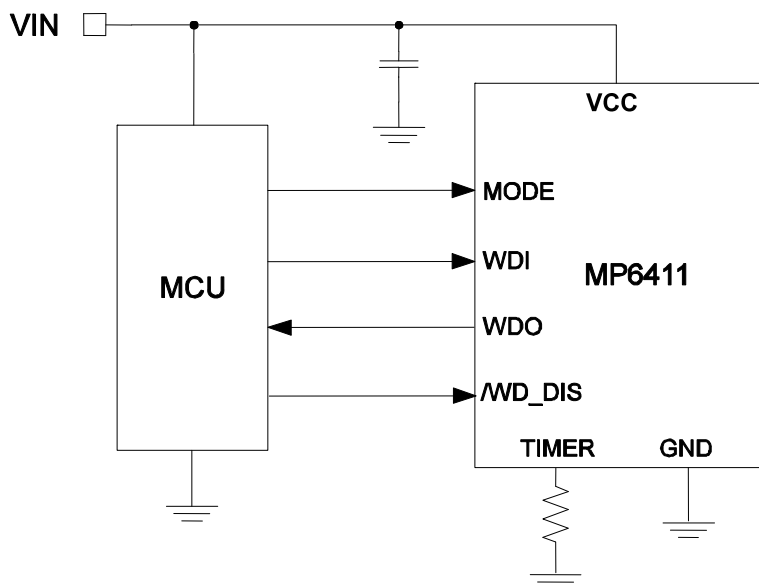 VIN
VCC
MODE
WDI
MCU
MP6411
WDO
/WD_DIS
TIMER
GND